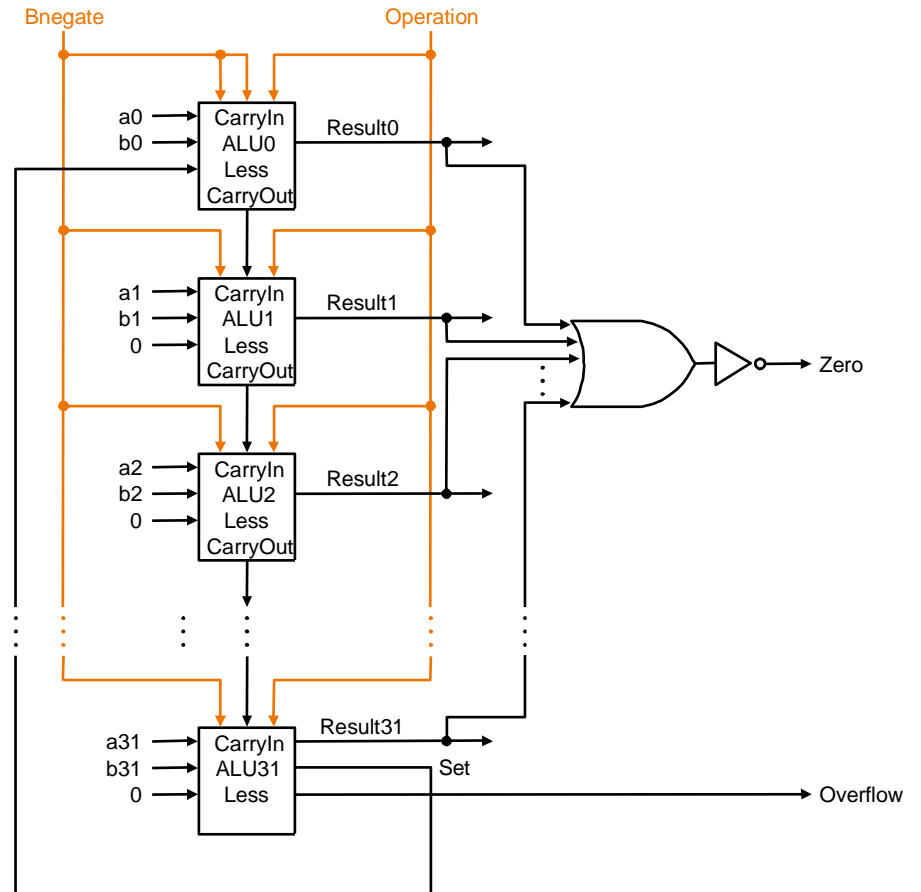 Bnegate
Operation
a0
b0
CarryIn
ALU0
Less
CarryOut
Result0
a1
b1
0
CarryIn
ALU1
Less
CarryOut
Result1
Zero
a2
b2
0
CarryIn
ALU2
Less
CarryOut
Result2
a31
b31
0
CarryIn
ALU31
Less
Result31
Set
Overflow